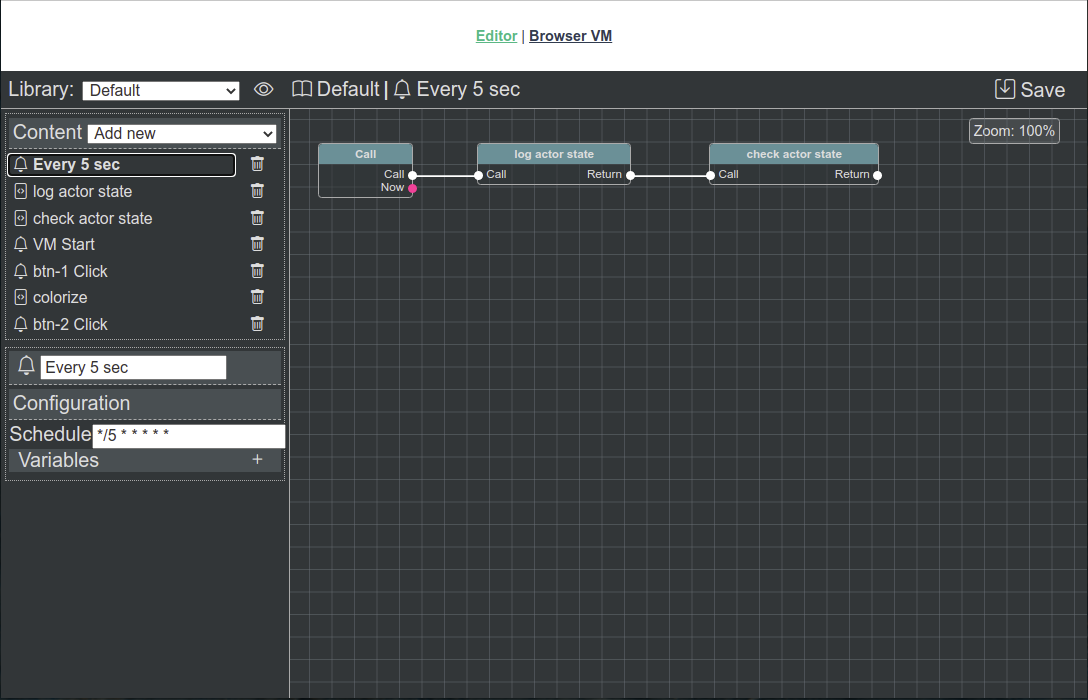 Editor | Browser VM
Library: Default Default | Every 5 sec Save
Content Add new
Every 5 sec
log actor state
check actor state
VM Start
btn-1 Click
colorize
btn-2 Click
Every 5 sec
Configuration
Schedule */5 * * * * *
Variables +
Zoom: 100%
Call
Call
Now
log actor state
Call Return
check actor state
Call Return